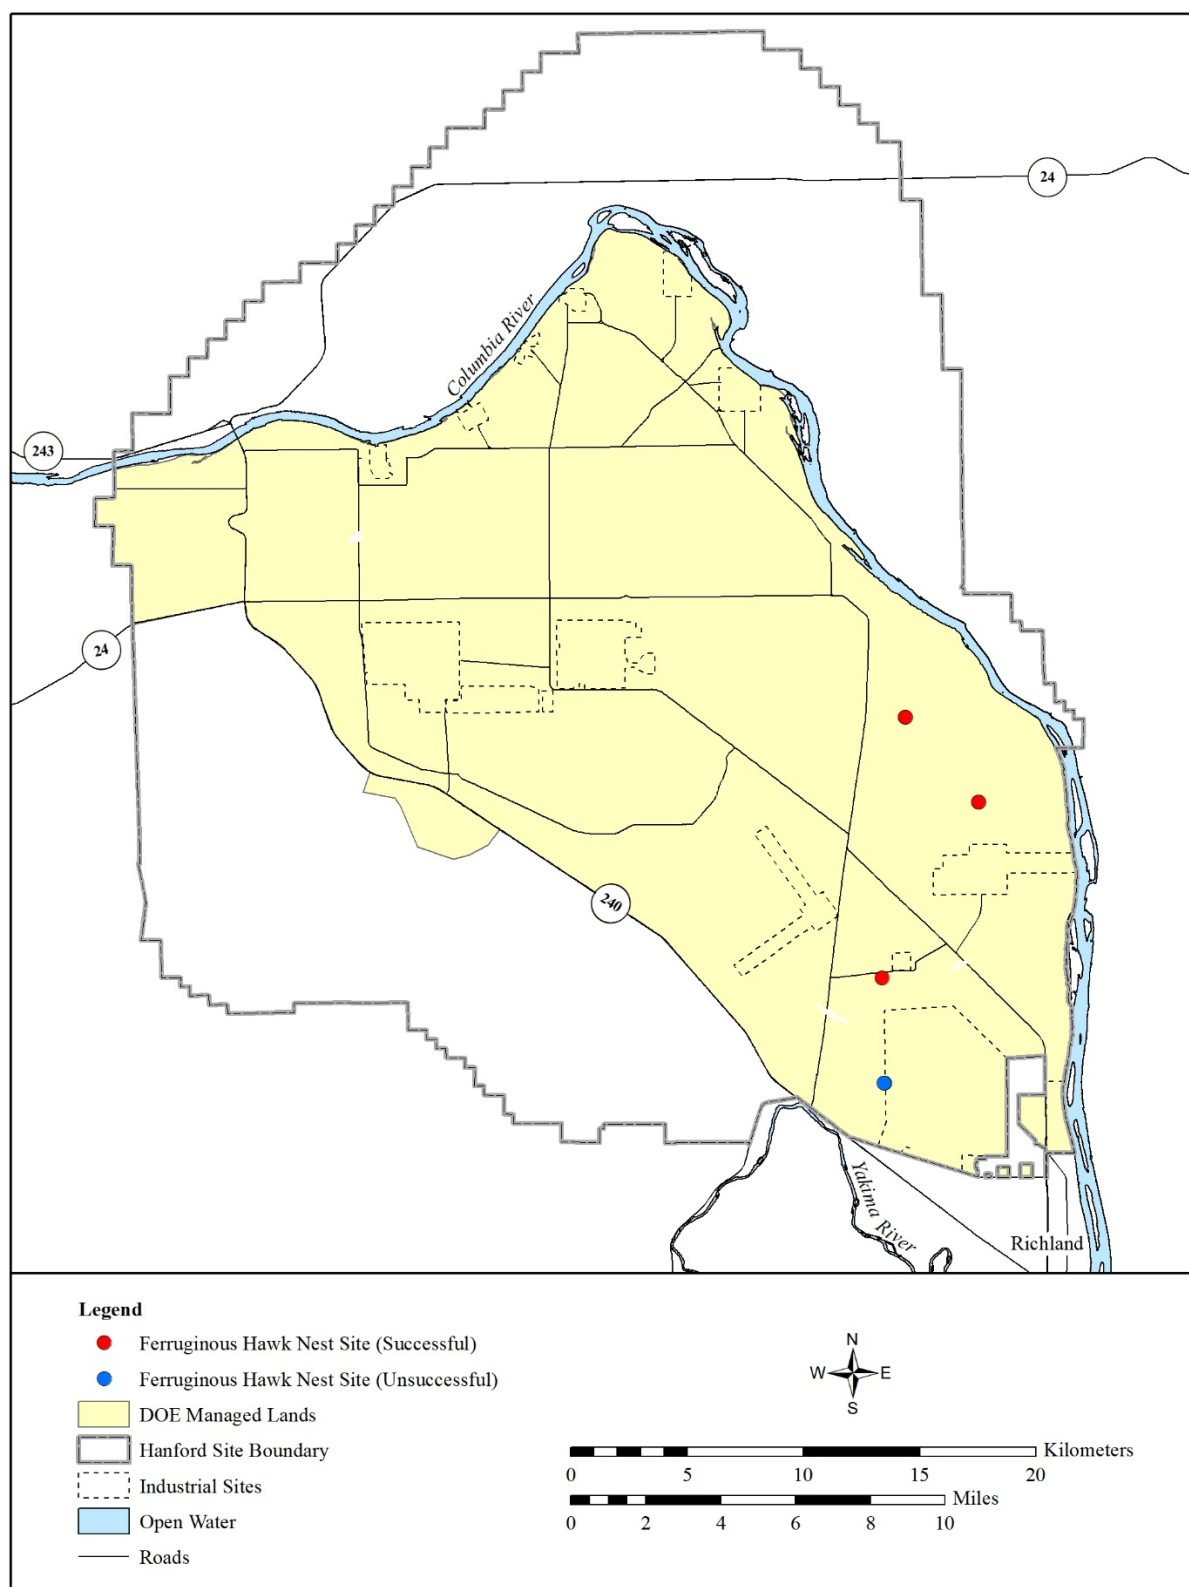 24
Columbia River
243
24
240
Yakima River
Richland
Legend
Ferruginous Hawk Nest Site (Successful)
Ferruginous Hawk Nest Site (Unsuccessful)
DOE Managed Lands
Hanford Site Boundary
Industrial Sites
Open Water
Roads
N
W E
S
Kilometers
0 5 10 15 20
Miles
0 2 4 6 8 10